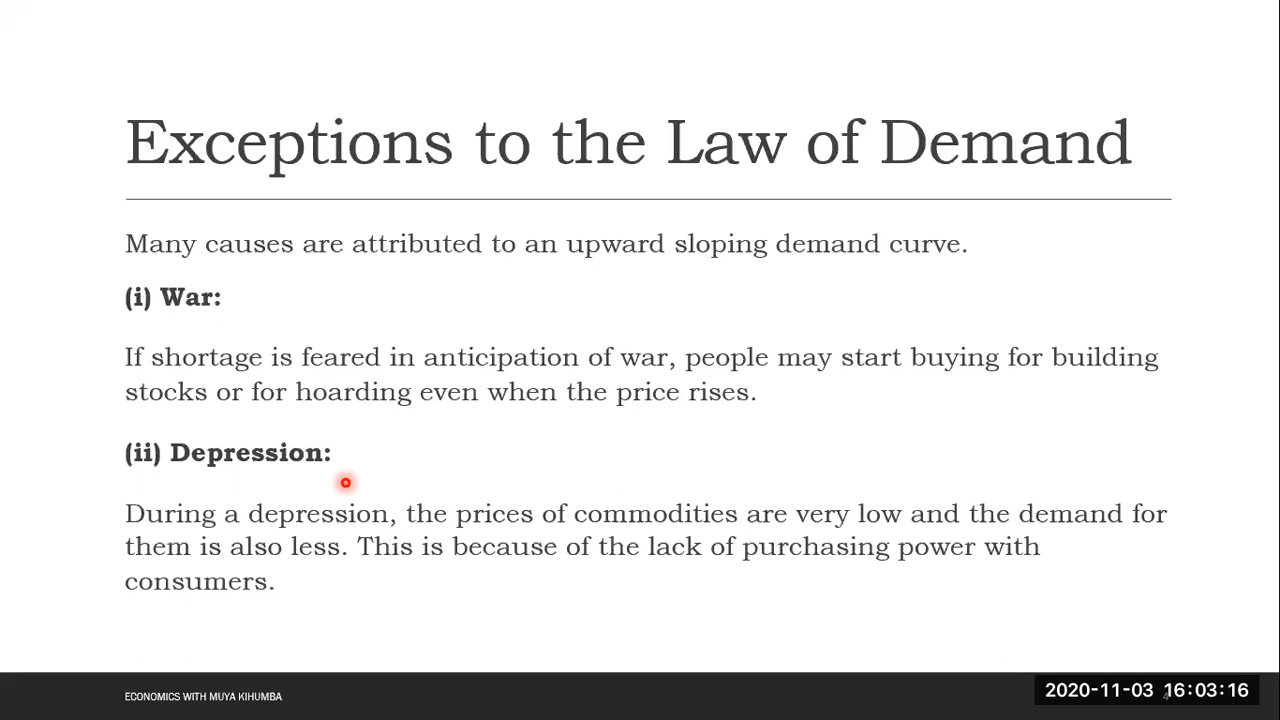 Exceptions to the Law of Demand
Many causes are attributed to an upward sloping demand curve.
(i) War:
If shortage is feared in anticipation of war, people may start buying for building
stocks or for hoarding even when the price rises.
(ii) Depression:
During a depression, the prices of commodities are very low and the demand for
them is also less. This is because of the lack of purchasing power with
consumers.
ECONOMICS WITH MUYA KIHUMBA
2020-11-03 16:03:16